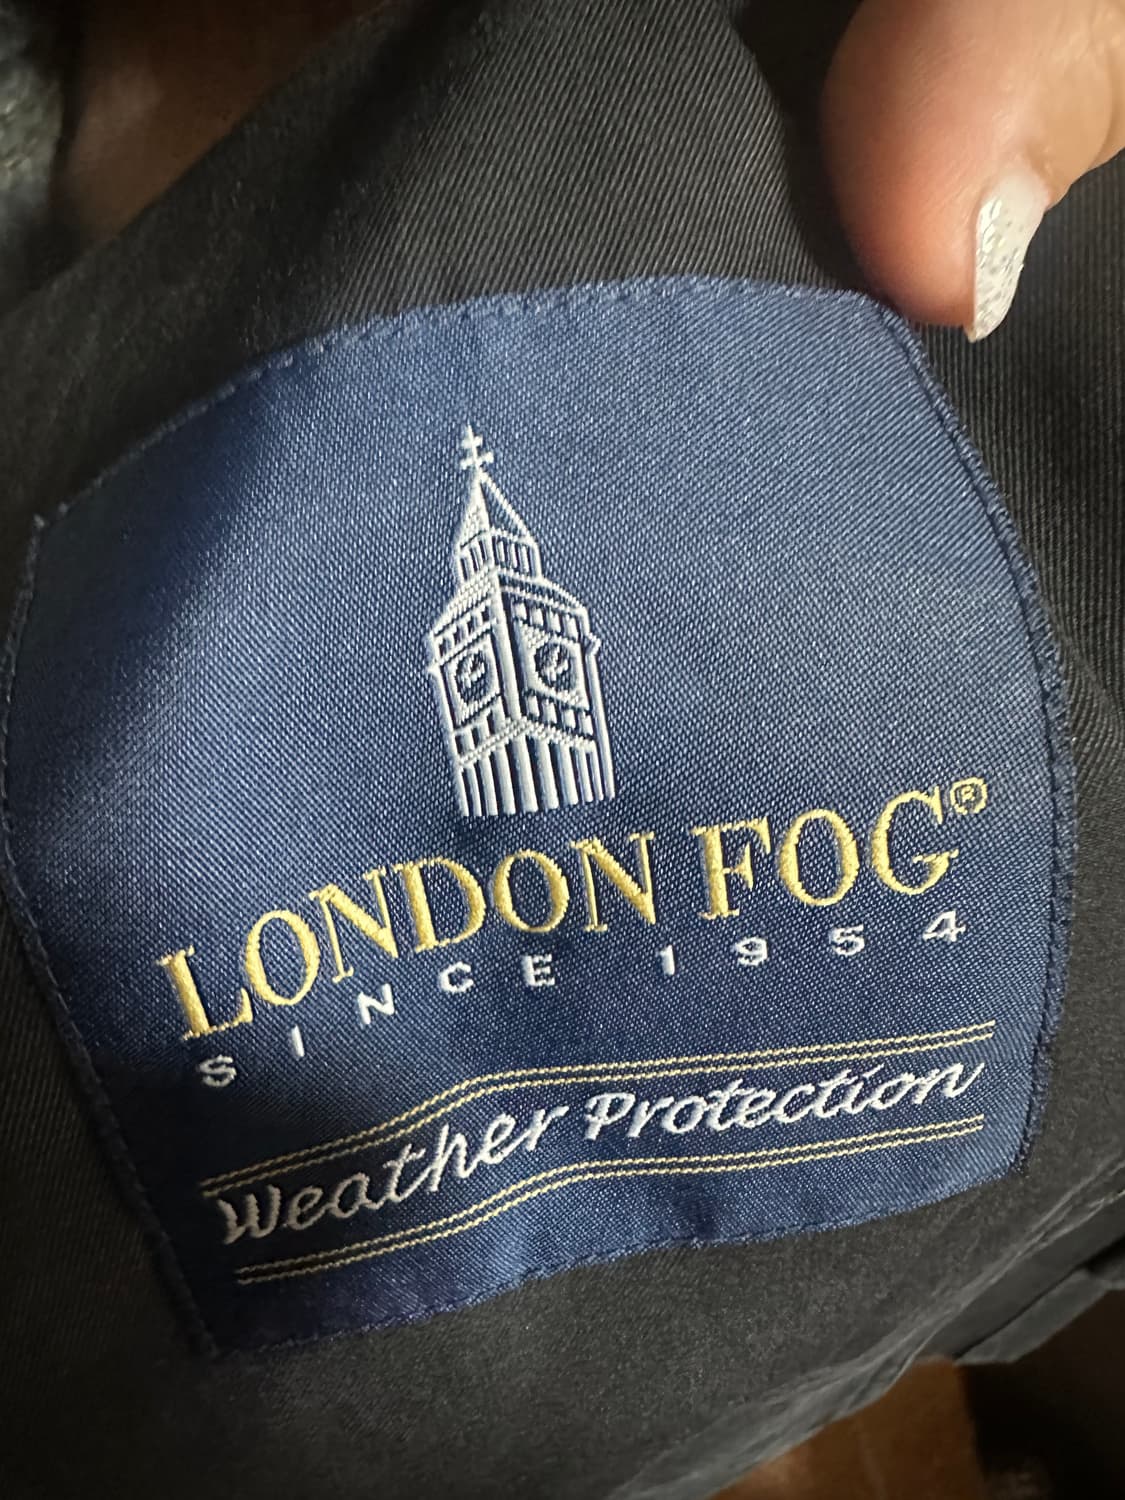 LONDON FOG®
SINCE 1954
Weather Protection